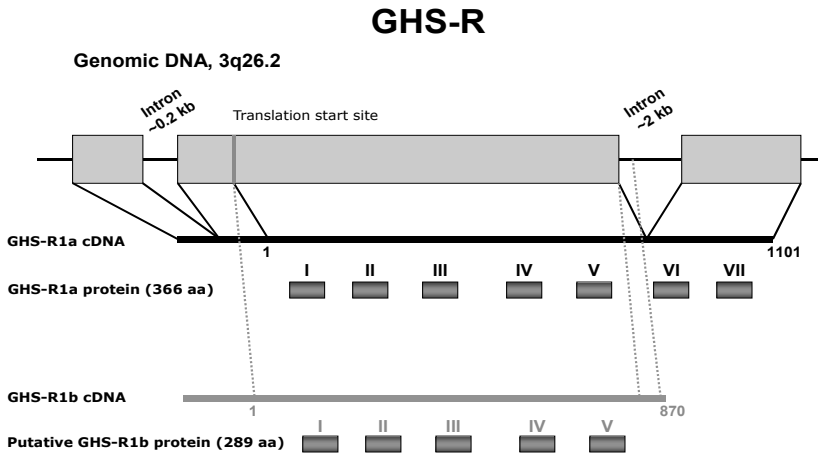 GHS-R
Genomic DNA, 3q26.2
Intron
~0.2 kb
Translation start site
Intron
~2 kb
GHS-R1a cDNA
1
1101
I II III IV V VI VII
GHS-R1a protein (366 aa)
GHS-R1b cDNA
1
870
I II III IV V
Putative GHS-R1b protein (289 aa)